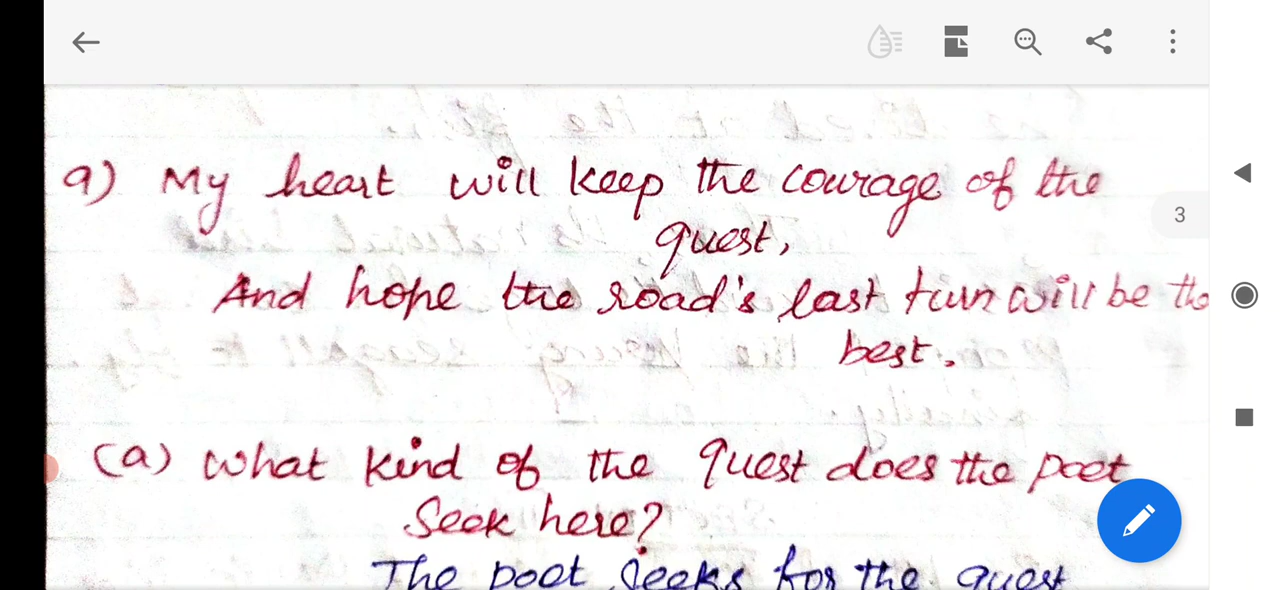 3
9) My heart will keep the courage of the
quest,
And hope the road's last turn will be the
best.
(a) What kind of the quest does the poet
Seek here?
The poet Seeks for the quest